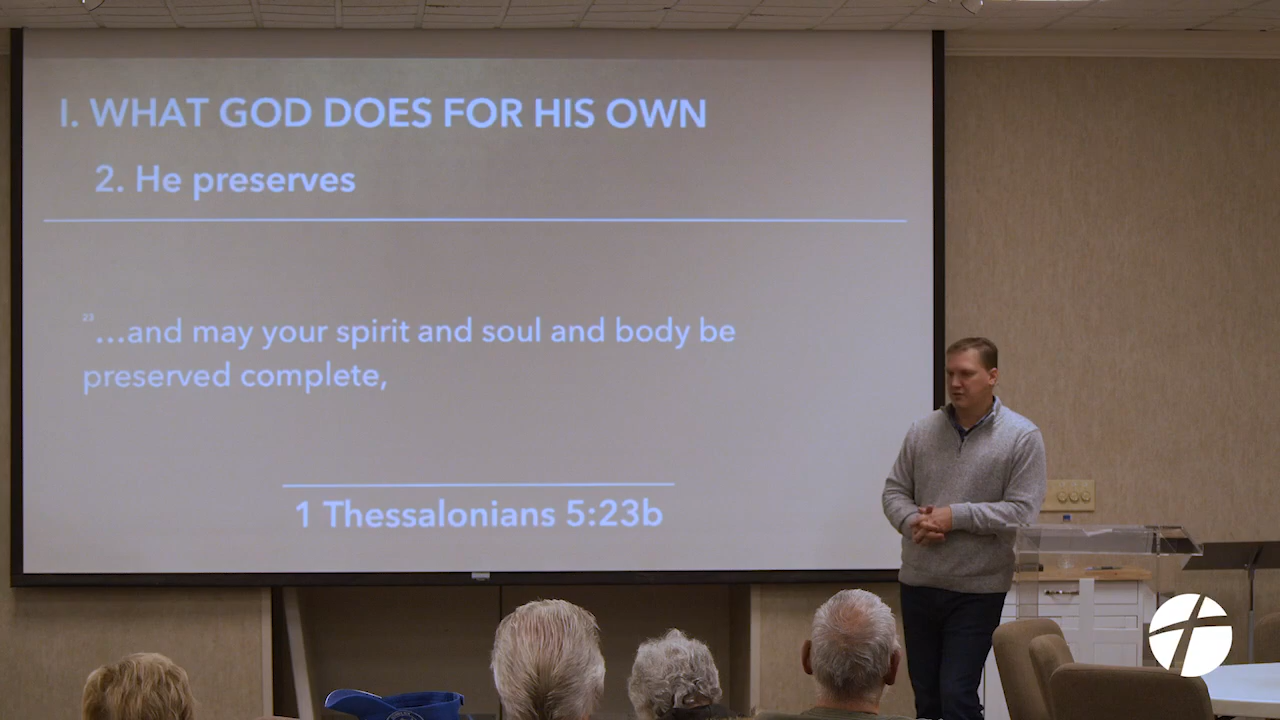 I. WHAT GOD DOES FOR HIS OWN
2. He preserves
23 ...and may your spirit and soul and body be
preserved complete,
1 Thessalonians 5:23b